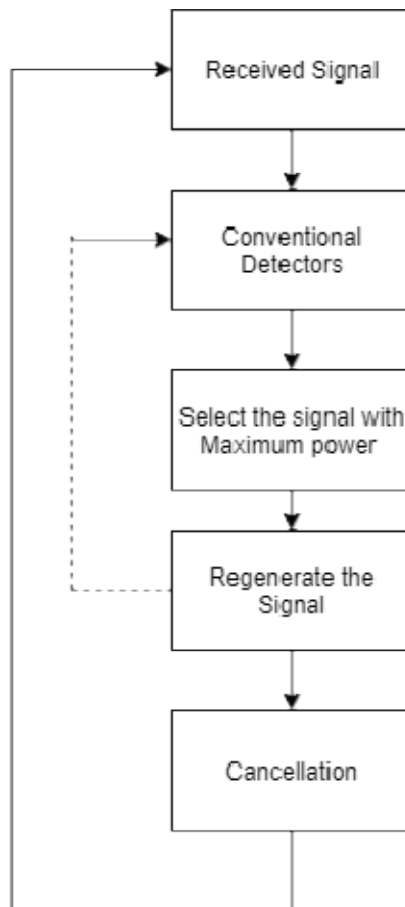 Received Signal
Conventional
Detectors
Select the signal with
Maximum power
Regenerate the
Signal
Cancellation